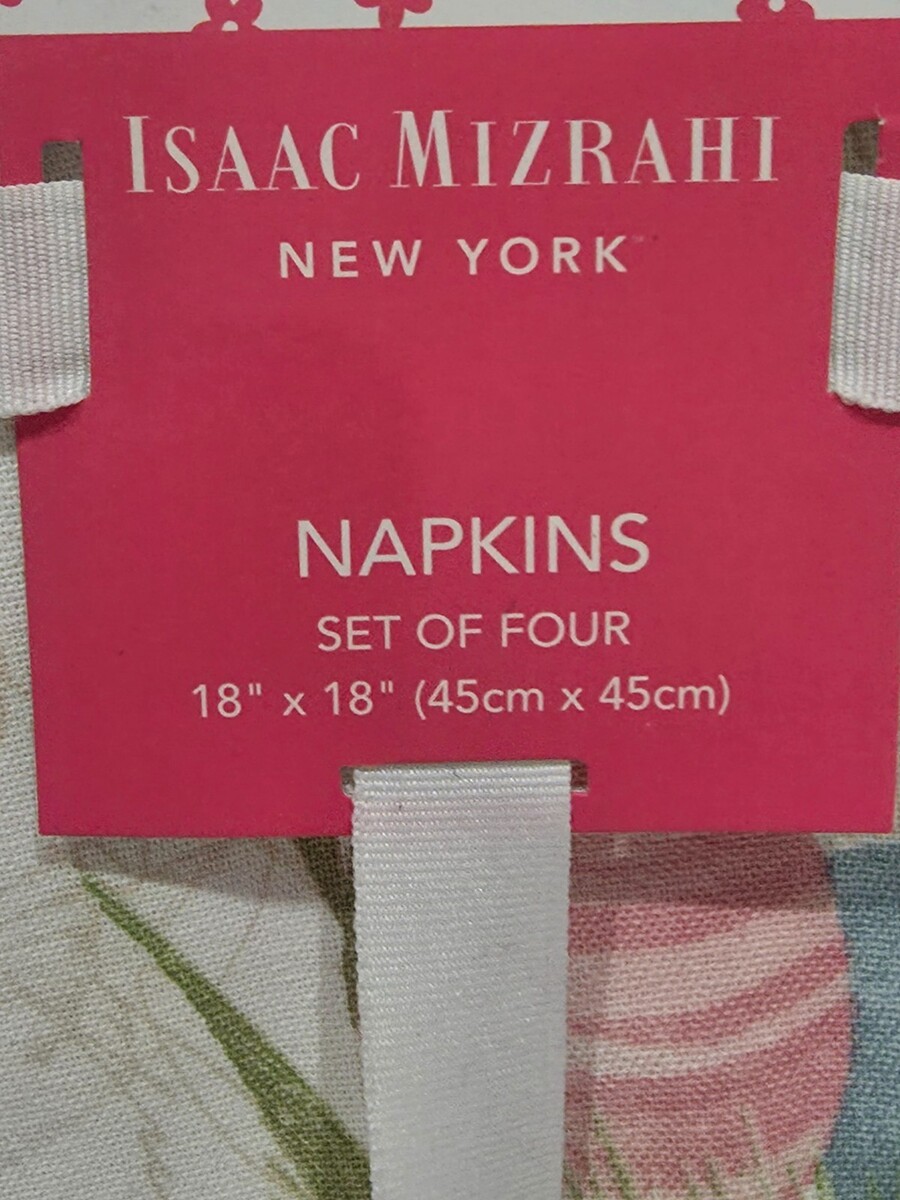 ISAAC MIZRAHI
NEW YORK
NAPKINS
SET OF FOUR
18" x 18" (45cm x 45cm)